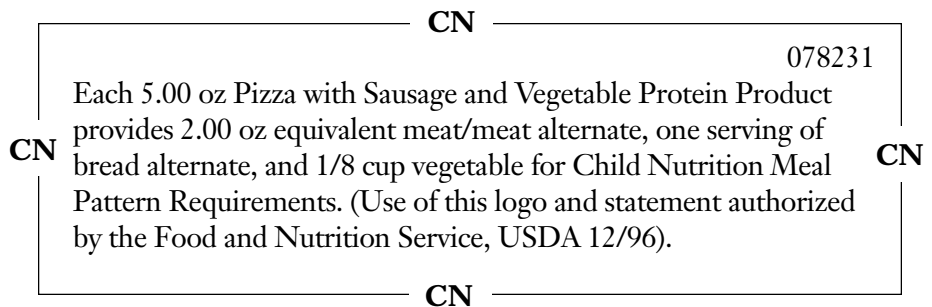 CN
078231
Each 5.00 oz Pizza with Sausage and Vegetable Protein Product
provides 2.00 oz equivalent meat/meat alternate, one serving of
CN bread alternate, and 1/8 cup vegetable for Child Nutrition Meal CN
Pattern Requirements. (Use of this logo and statement authorized
by the Food and Nutrition Service, USDA 12/96).
CN